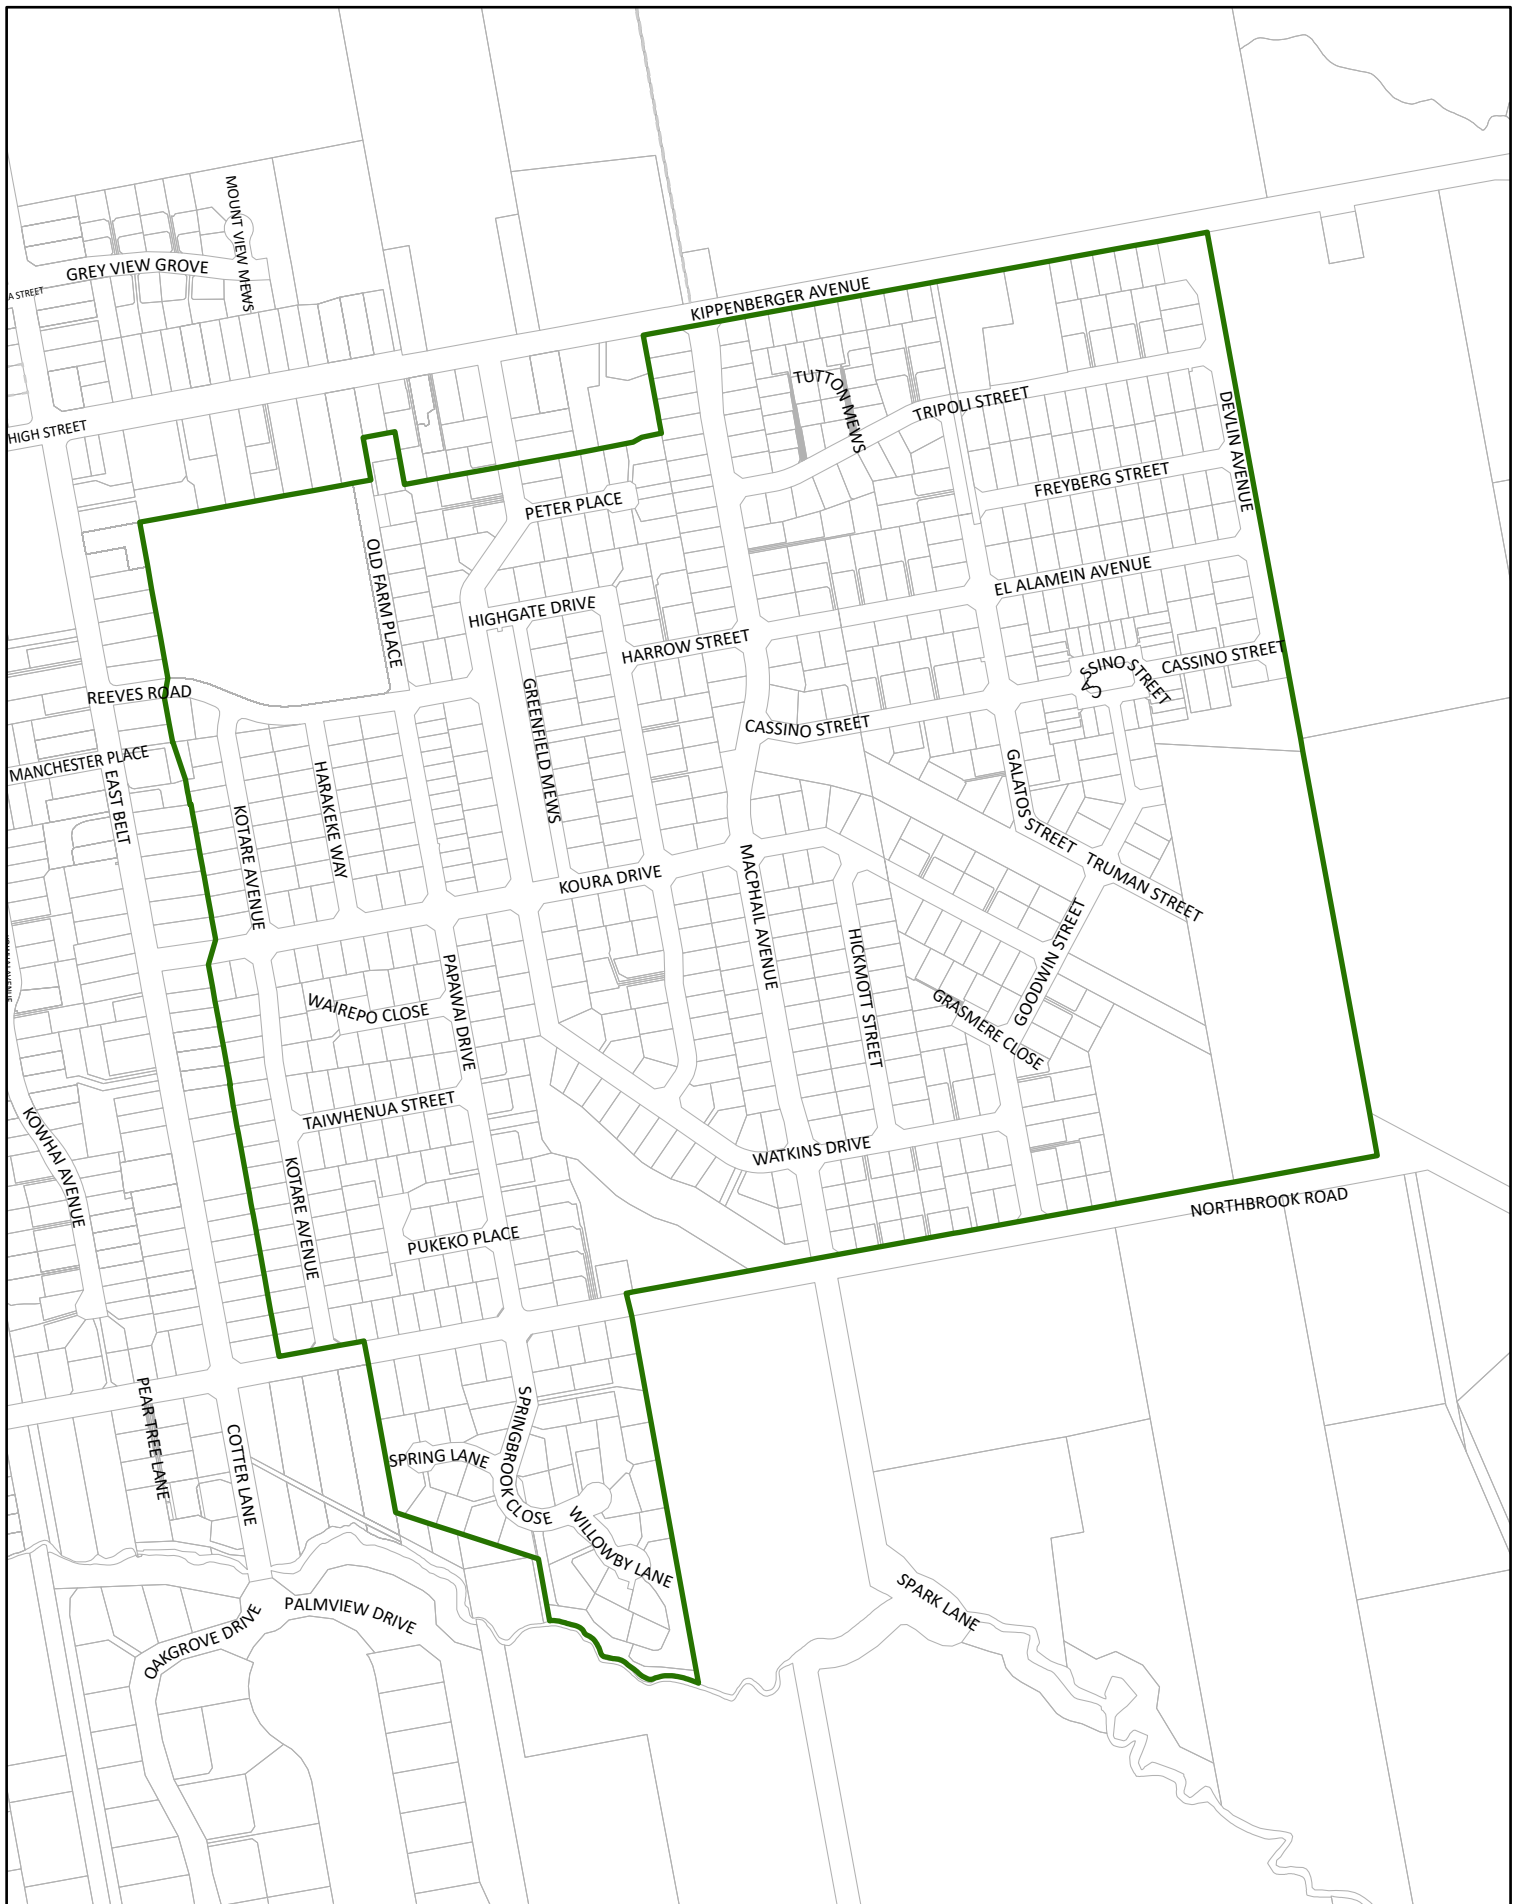 MOUNT VIEW MEWS
GREY VIEW GROVE
A STREET
KIPPENBERGER AVENUE
TUTTON MEWS
TRIPOLI STREET
DEVLIN AVENUE
HIGH STREET
FREYBERG STREET
PETER PLACE
OLD FARM PLACE
EL ALAMEIN AVENUE
HIGHGATE DRIVE
HARROW STREET
CASSINO STREET
CASSINO STREET
REEVES ROAD
GREENFIELD MEWS
CASSINO STREET
MANCHESTER PLACE
EAST BELT
HARAKEKE WAY
GALATOS STREET
KOTARE AVENUE
MACPHAIL AVENUE
TRUMAN STREET
KOURA DRIVE
GOODWIN STREET
HICKMOTT STREET
PAPAWAI DRIVE
WAIREPO CLOSE
GRASMERE CLOSE
TAIWHENUA STREET
KOWHAI AVENUE
WATKINS DRIVE
KOTARE AVENUE
NORTHBROOK ROAD
PUKEKO PLACE
PEAR TREE LANE
COTTER LANE
SPRINGBROOK CLOSE
SPRING LANE
WILLOWBY LANE
SPARK LANE
PALMVIEW DRIVE
OAKGROVE DRIVE